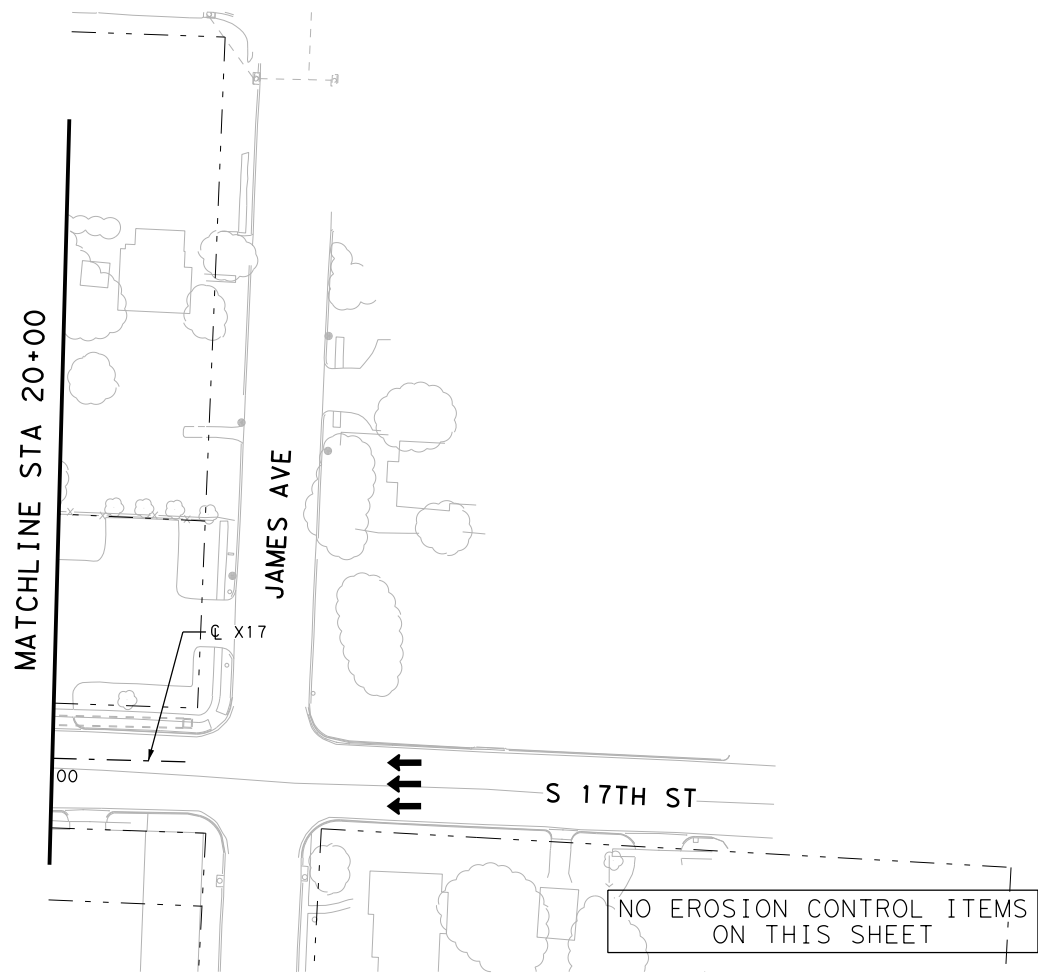 MATCHLINE STA 20+00
JAMES AVE
℄ X17
00
S 17TH ST
NO EROSION CONTROL ITEMS
ON THIS SHEET